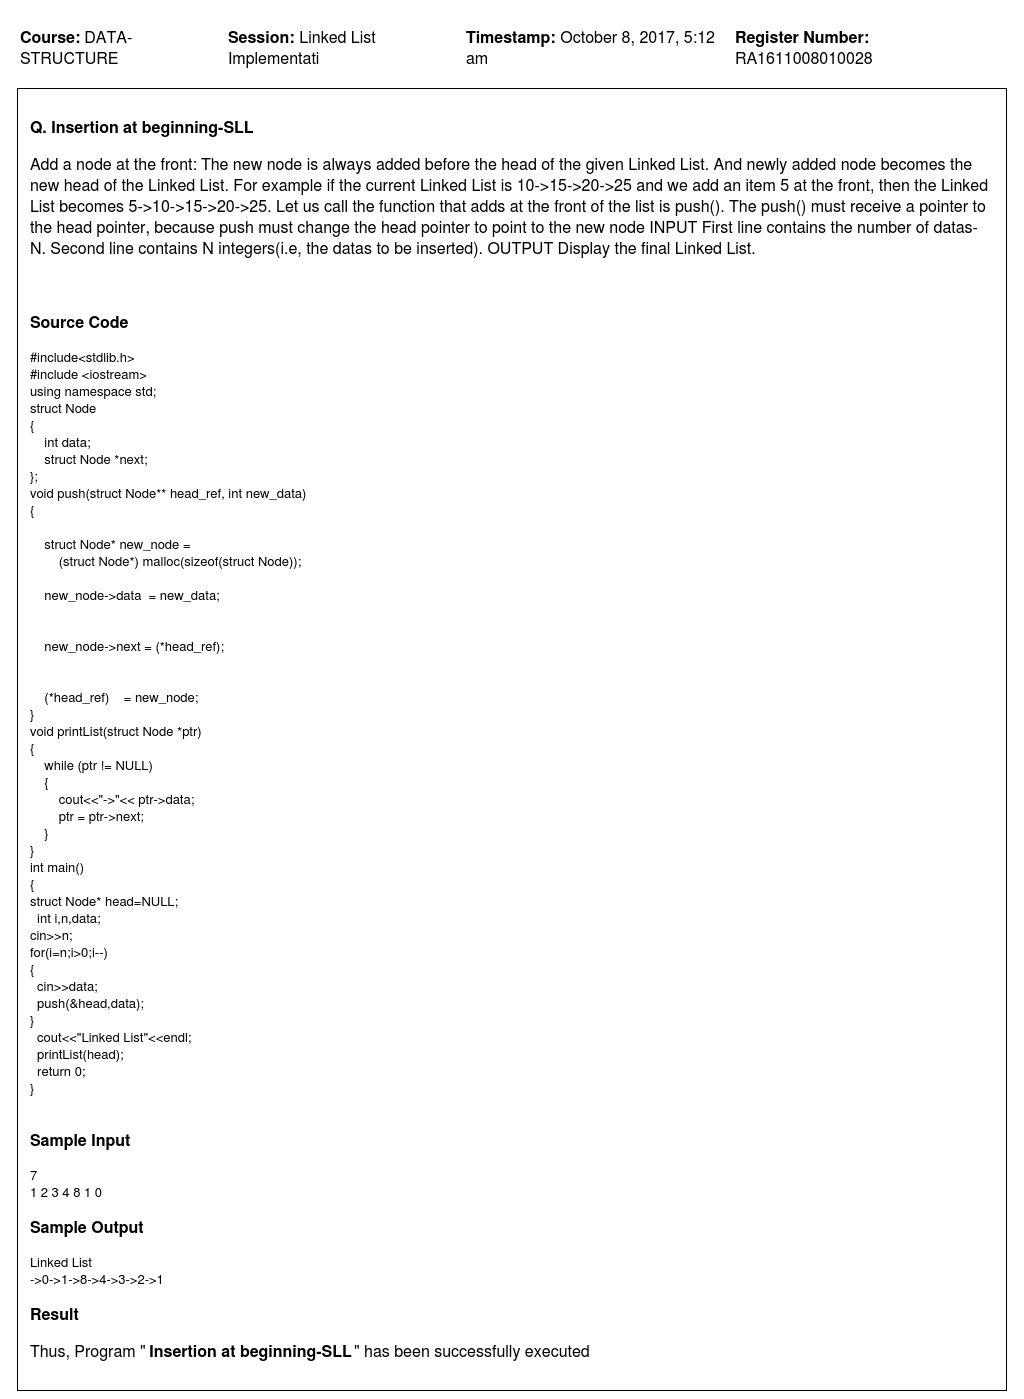 Course: DATA-STRUCTURE
Session: Linked List Implementati
Timestamp: October 8, 2017, 5:12 am
Register Number: RA1611008010028
Q. Insertion at beginning-SLL
Add a node at the front: The new node is always added before the head of the given Linked List. And newly added node becomes the
new head of the Linked List. For example if the current Linked List is 10->15->20->25 and we add an item 5 at the front, then the Linked
List becomes 5->10->15->20->25. Let us call the function that adds at the front of the list is push(). The push() must receive a pointer to
the head pointer, because push must change the head pointer to point to the new node INPUT First line contains the number of datas-
N. Second line contains N integers(i.e, the datas to be inserted). OUTPUT Display the final Linked List.
Source Code
#include<stdlib.h>
#include <iostream>
using namespace std;
struct Node
{
    int data;
    struct Node *next;
};
void push(struct Node** head_ref, int new_data)
{
    struct Node* new_node =
        (struct Node*) malloc(sizeof(struct Node));
    new_node->data  = new_data;
    new_node->next = (*head_ref);
    (*head_ref)    = new_node;
}
void printList(struct Node *ptr)
{
    while (ptr != NULL)
    {
        cout<<"->"<< ptr->data;
        ptr = ptr->next;
    }
}
int main()
{
struct Node* head=NULL;
  int i,n,data;
cin>>n;
for(i=n;i>0;i--)
{
  cin>>data;
  push(&head,data);
}
  cout<<"Linked List"<<endl;
  printList(head);
  return 0;
}
Sample Input
7
1 2 3 4 8 1 0
Sample Output
Linked List
->0->1->8->4->3->2->1
Result
Thus, Program " Insertion at beginning-SLL " has been successfully executed